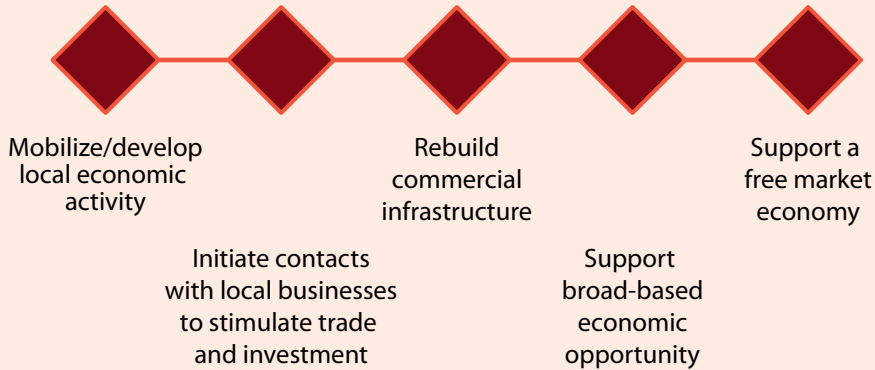 Mobilize/develop
local economic
activity
Initiate contacts
with local businesses
to stimulate trade
and investment
Rebuild
commercial
infrastructure
Support
broad-based
economic
opportunity
Support a
free market
economy